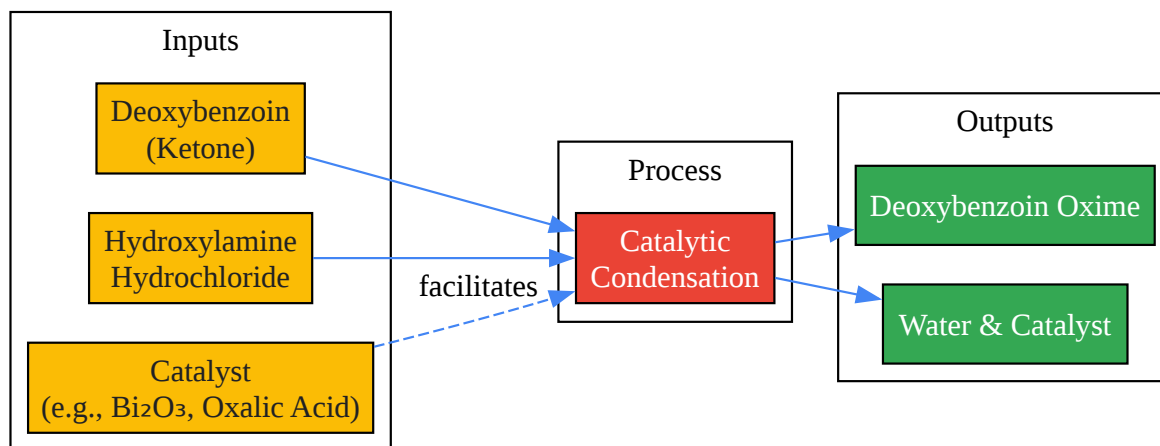 Inputs
Deoxybenzoin
(Ketone)
Hydroxylamine
Hydrochloride
Catalyst
(e.g., Bi₂O₃, Oxalic Acid)
facilitates
Process
Catalytic
Condensation
Outputs
Deoxybenzoin Oxime
Water & Catalyst